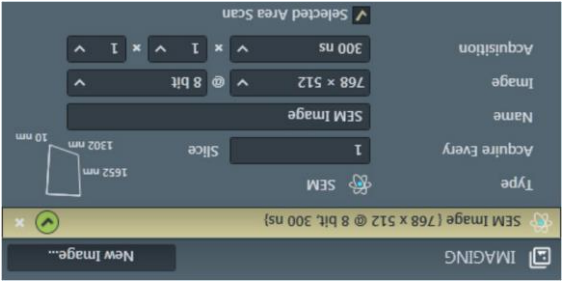 IMAGING New Image...
SEM Image { 768 x 512 @ 8 bit, 300 ns} ×
Type SEM
1652 nm
1302 nm
10 nm
Acquire Every 1 Slice
Name SEM Image
Image 768 × 512 @ 8 bit
Acquisition 300 ns × 1 × 1
Selected Area Scan